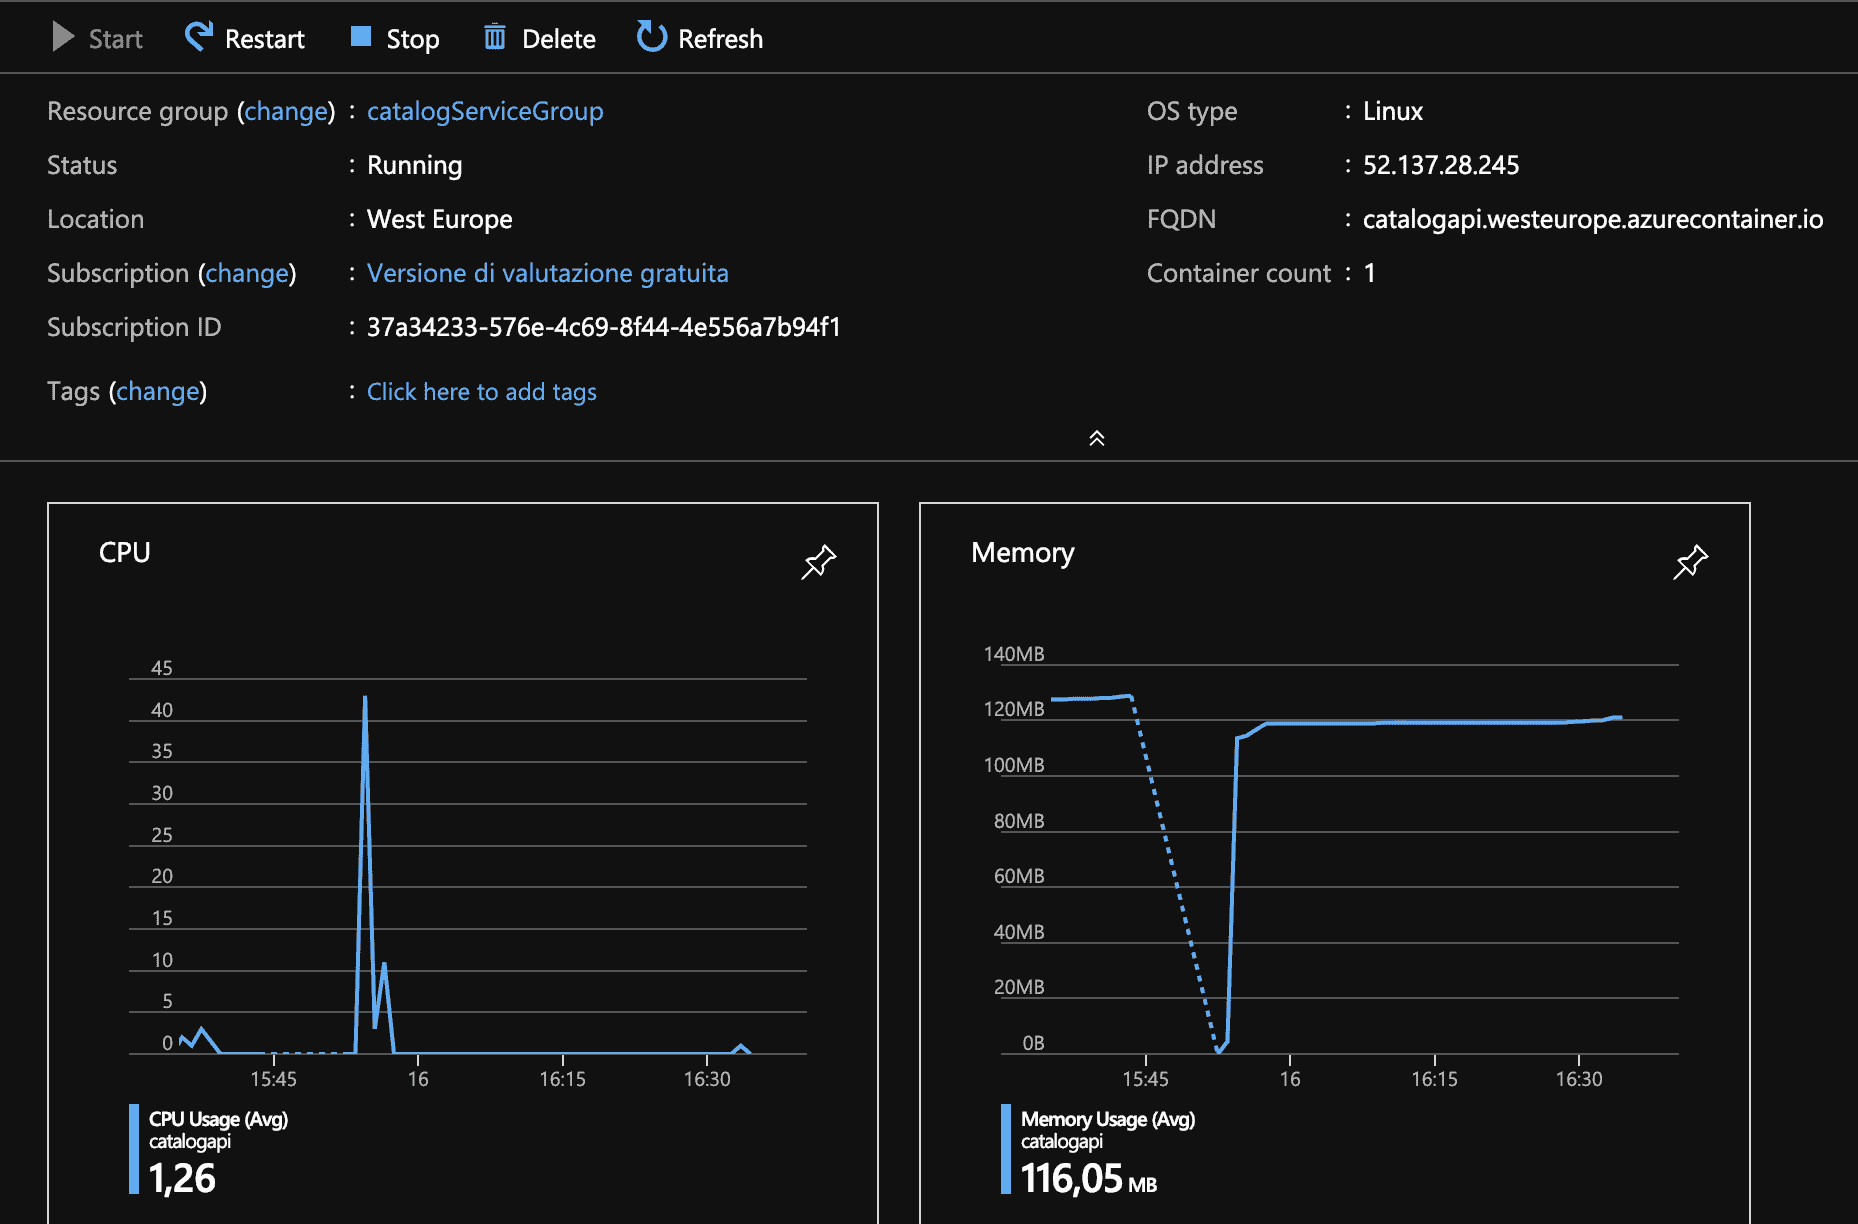 Start Restart Stop Delete Refresh
Resource group (change) : catalogServiceGroup
Status : Running
Location : West Europe
Subscription (change) : Versione di valutazione gratuita
Subscription ID : 37a34233-576e-4c69-8f44-4e556a7b94f1
Tags (change) : Click here to add tags
OS type : Linux
IP address : 52.137.28.245
FQDN : catalogapi.westeurope.azurecontainer.io
Container count : 1
CPU
45
40
35
30
25
20
15
10
5
0
15:45 16 16:15 16:30
CPU Usage (Avg)
catalogapi
1,26
Memory
140MB
120MB
100MB
80MB
60MB
40MB
20MB
0B
15:45 16 16:15 16:30
Memory Usage (Avg)
catalogapi
116,05 MB